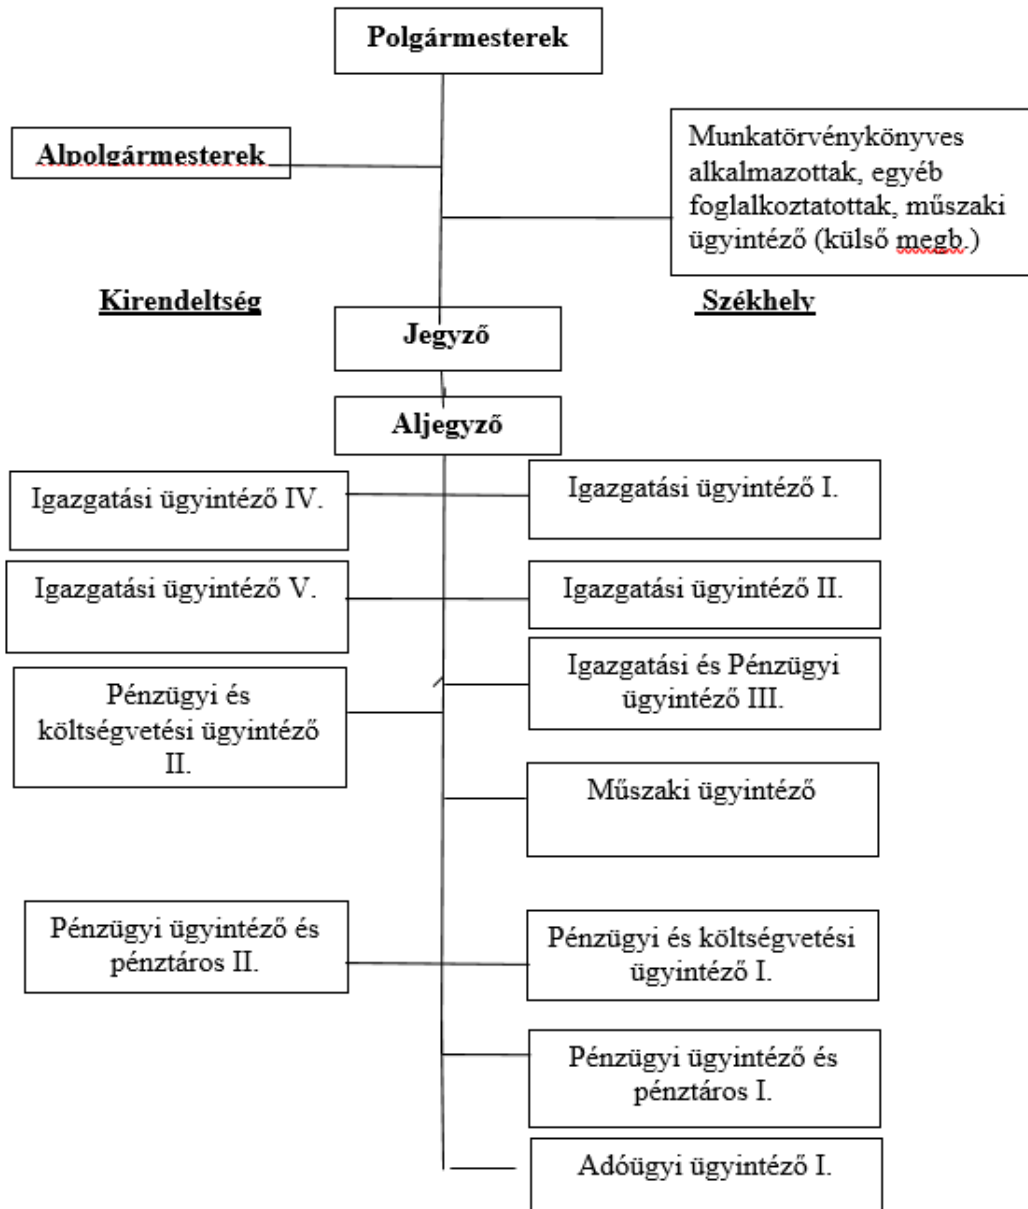 Polgármesterek
Alpolgármesterek
Munkatörvénykönyves
alkalmazottak, egyéb
foglalkoztatottak, műszaki
ügyintéző (külső megb.)
Kirendeltség
Székhely
Jegyző
Aljegyző
Igazgatási ügyintéző IV.
Igazgatási ügyintéző I.
Igazgatási ügyintéző V.
Igazgatási ügyintéző II.
Igazgatási és Pénzügyi
ügyintéző III.
Pénzügyi és
költségvetési ügyintéző
II.
Műszaki ügyintéző
Pénzügyi ügyintéző és
pénztáros II.
Pénzügyi és költségvetési
ügyintéző I.
Pénzügyi ügyintéző és
pénztáros I.
Adóügyi ügyintéző I.